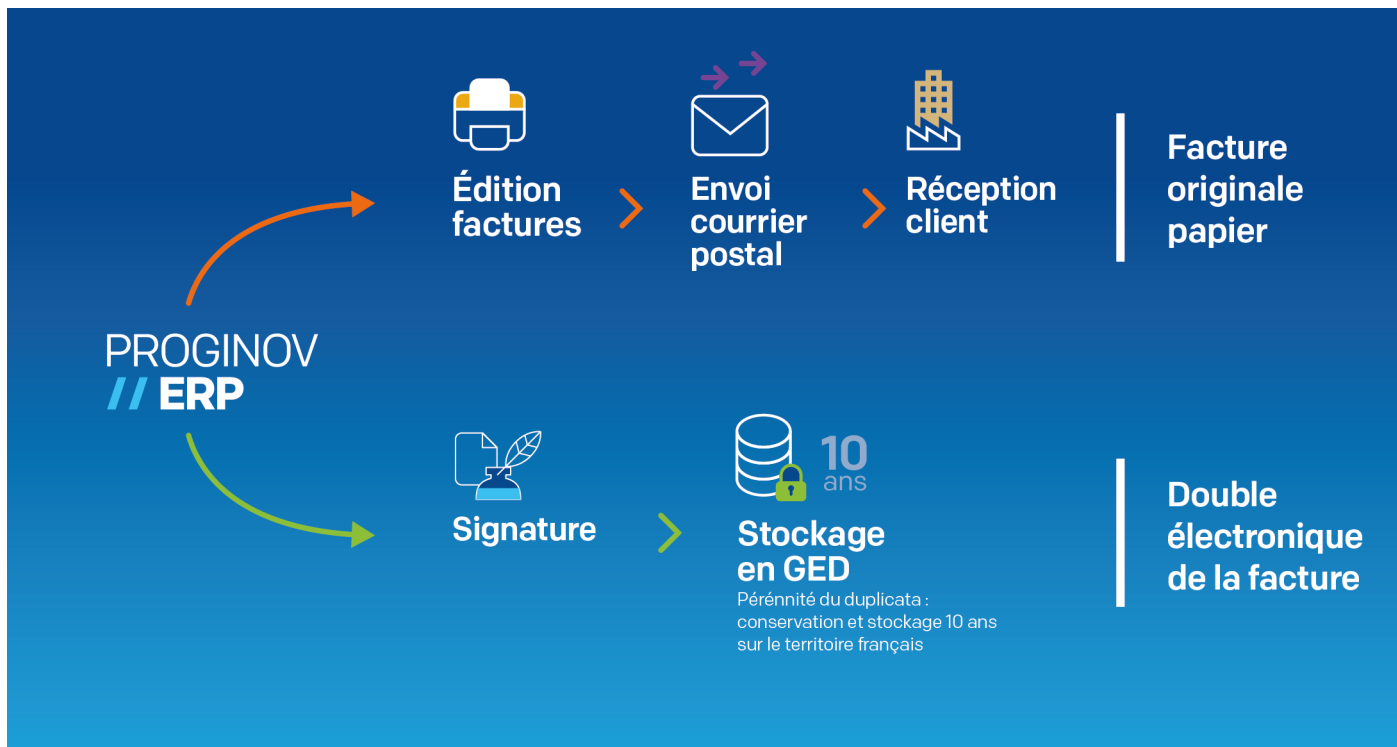 Édition
factures
Envoi
courrier
postal
Réception
client
Facture
originale
papier
PROGINOV
// ERP
Signature
10
ans
Stockage
en GED
Pérénnité du duplicata :
conservation et stockage 10 ans
sur le territoire français
Double
électronique
de la facture